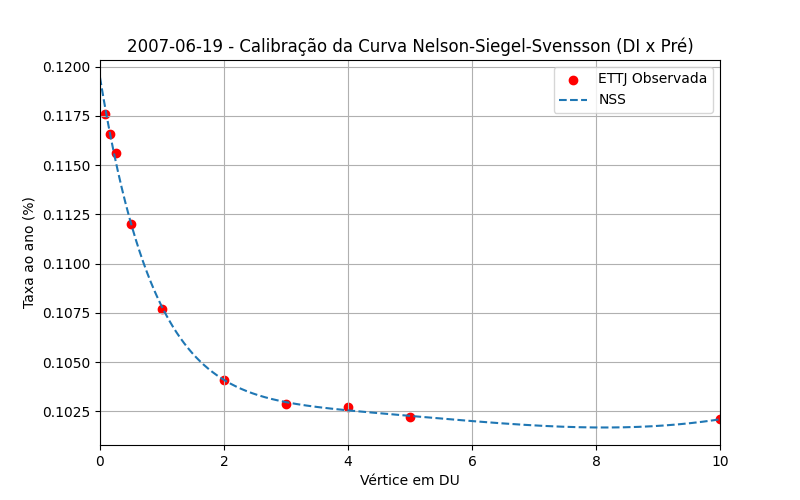 2007-06-19 - Calibração da Curva Nelson-Siegel-Svensson (DI x Pré)
ETTJ Observada
NSS
Taxa ao ano (%)
0.1200
0.1175
0.1150
0.1125
0.1100
0.1075
0.1050
0.1025
0 2 4 6 8 10
Vértice em DU